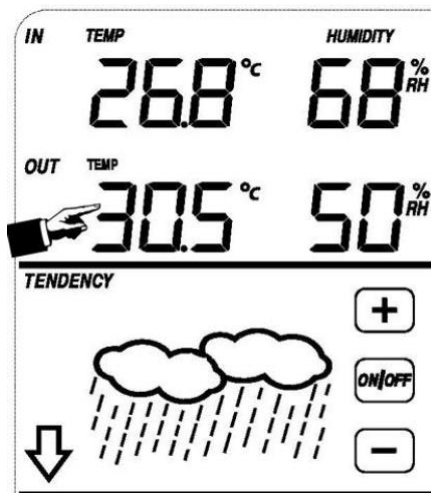 IN TEMP HUMIDITY
26.8 °C 68 % RH
OUT TEMP
30.5 °C 50 % RH
TENDENCY
+
ON/OFF
−